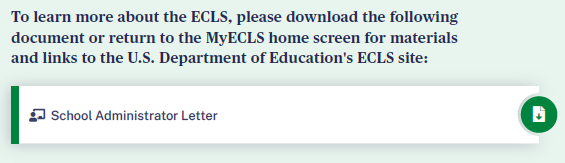 To learn more about the ECLS, please download the following
document or return to the MyECLS home screen for materials
and links to the U.S. Department of Education's ECLS site:
School Administrator Letter